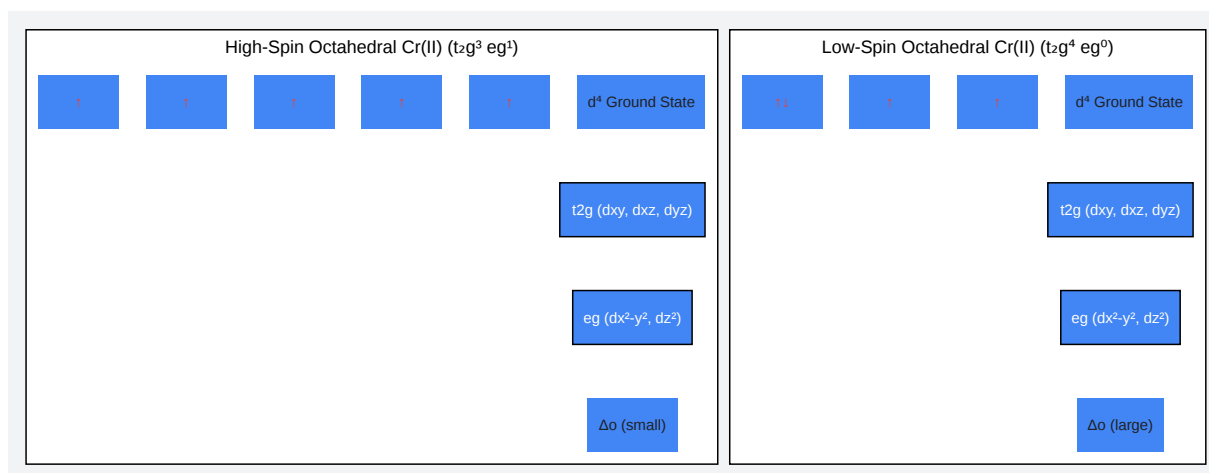 High-Spin Octahedral Cr(II) (t₂g³ eg¹)
↑ ↑ ↑ ↑ ↑ d⁴ Ground State
t2g (dxy, dxz, dyz)
eg (dx²-y², dz²)
Δo (small)
Low-Spin Octahedral Cr(II) (t₂g⁴ eg⁰)
↑↓ ↑ ↑ d⁴ Ground State
t2g (dxy, dxz, dyz)
eg (dx²-y², dz²)
Δo (large)